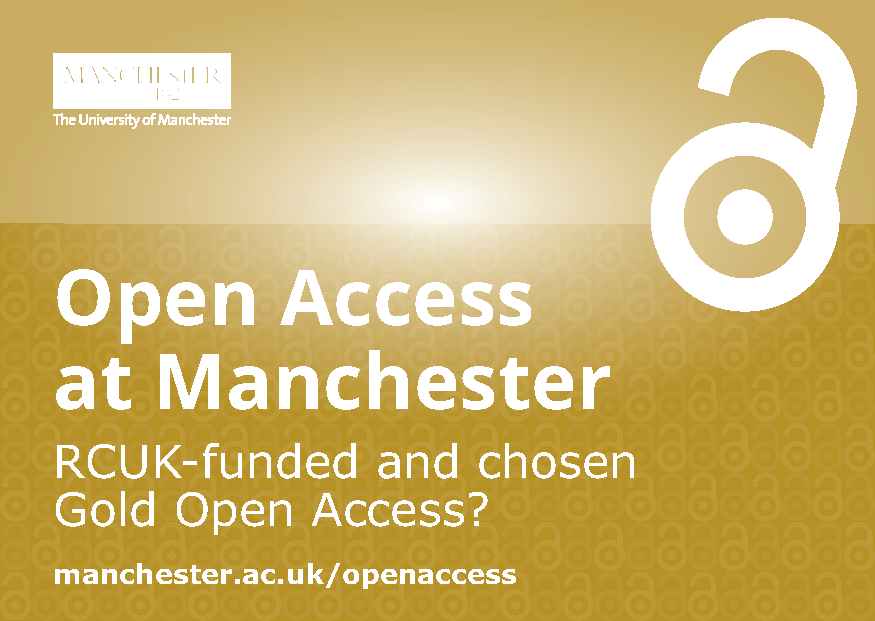 MANCHESTER
1824
The University of Manchester
Open Access
at Manchester
RCUK-funded and chosen
Gold Open Access?
manchester.ac.uk/openaccess